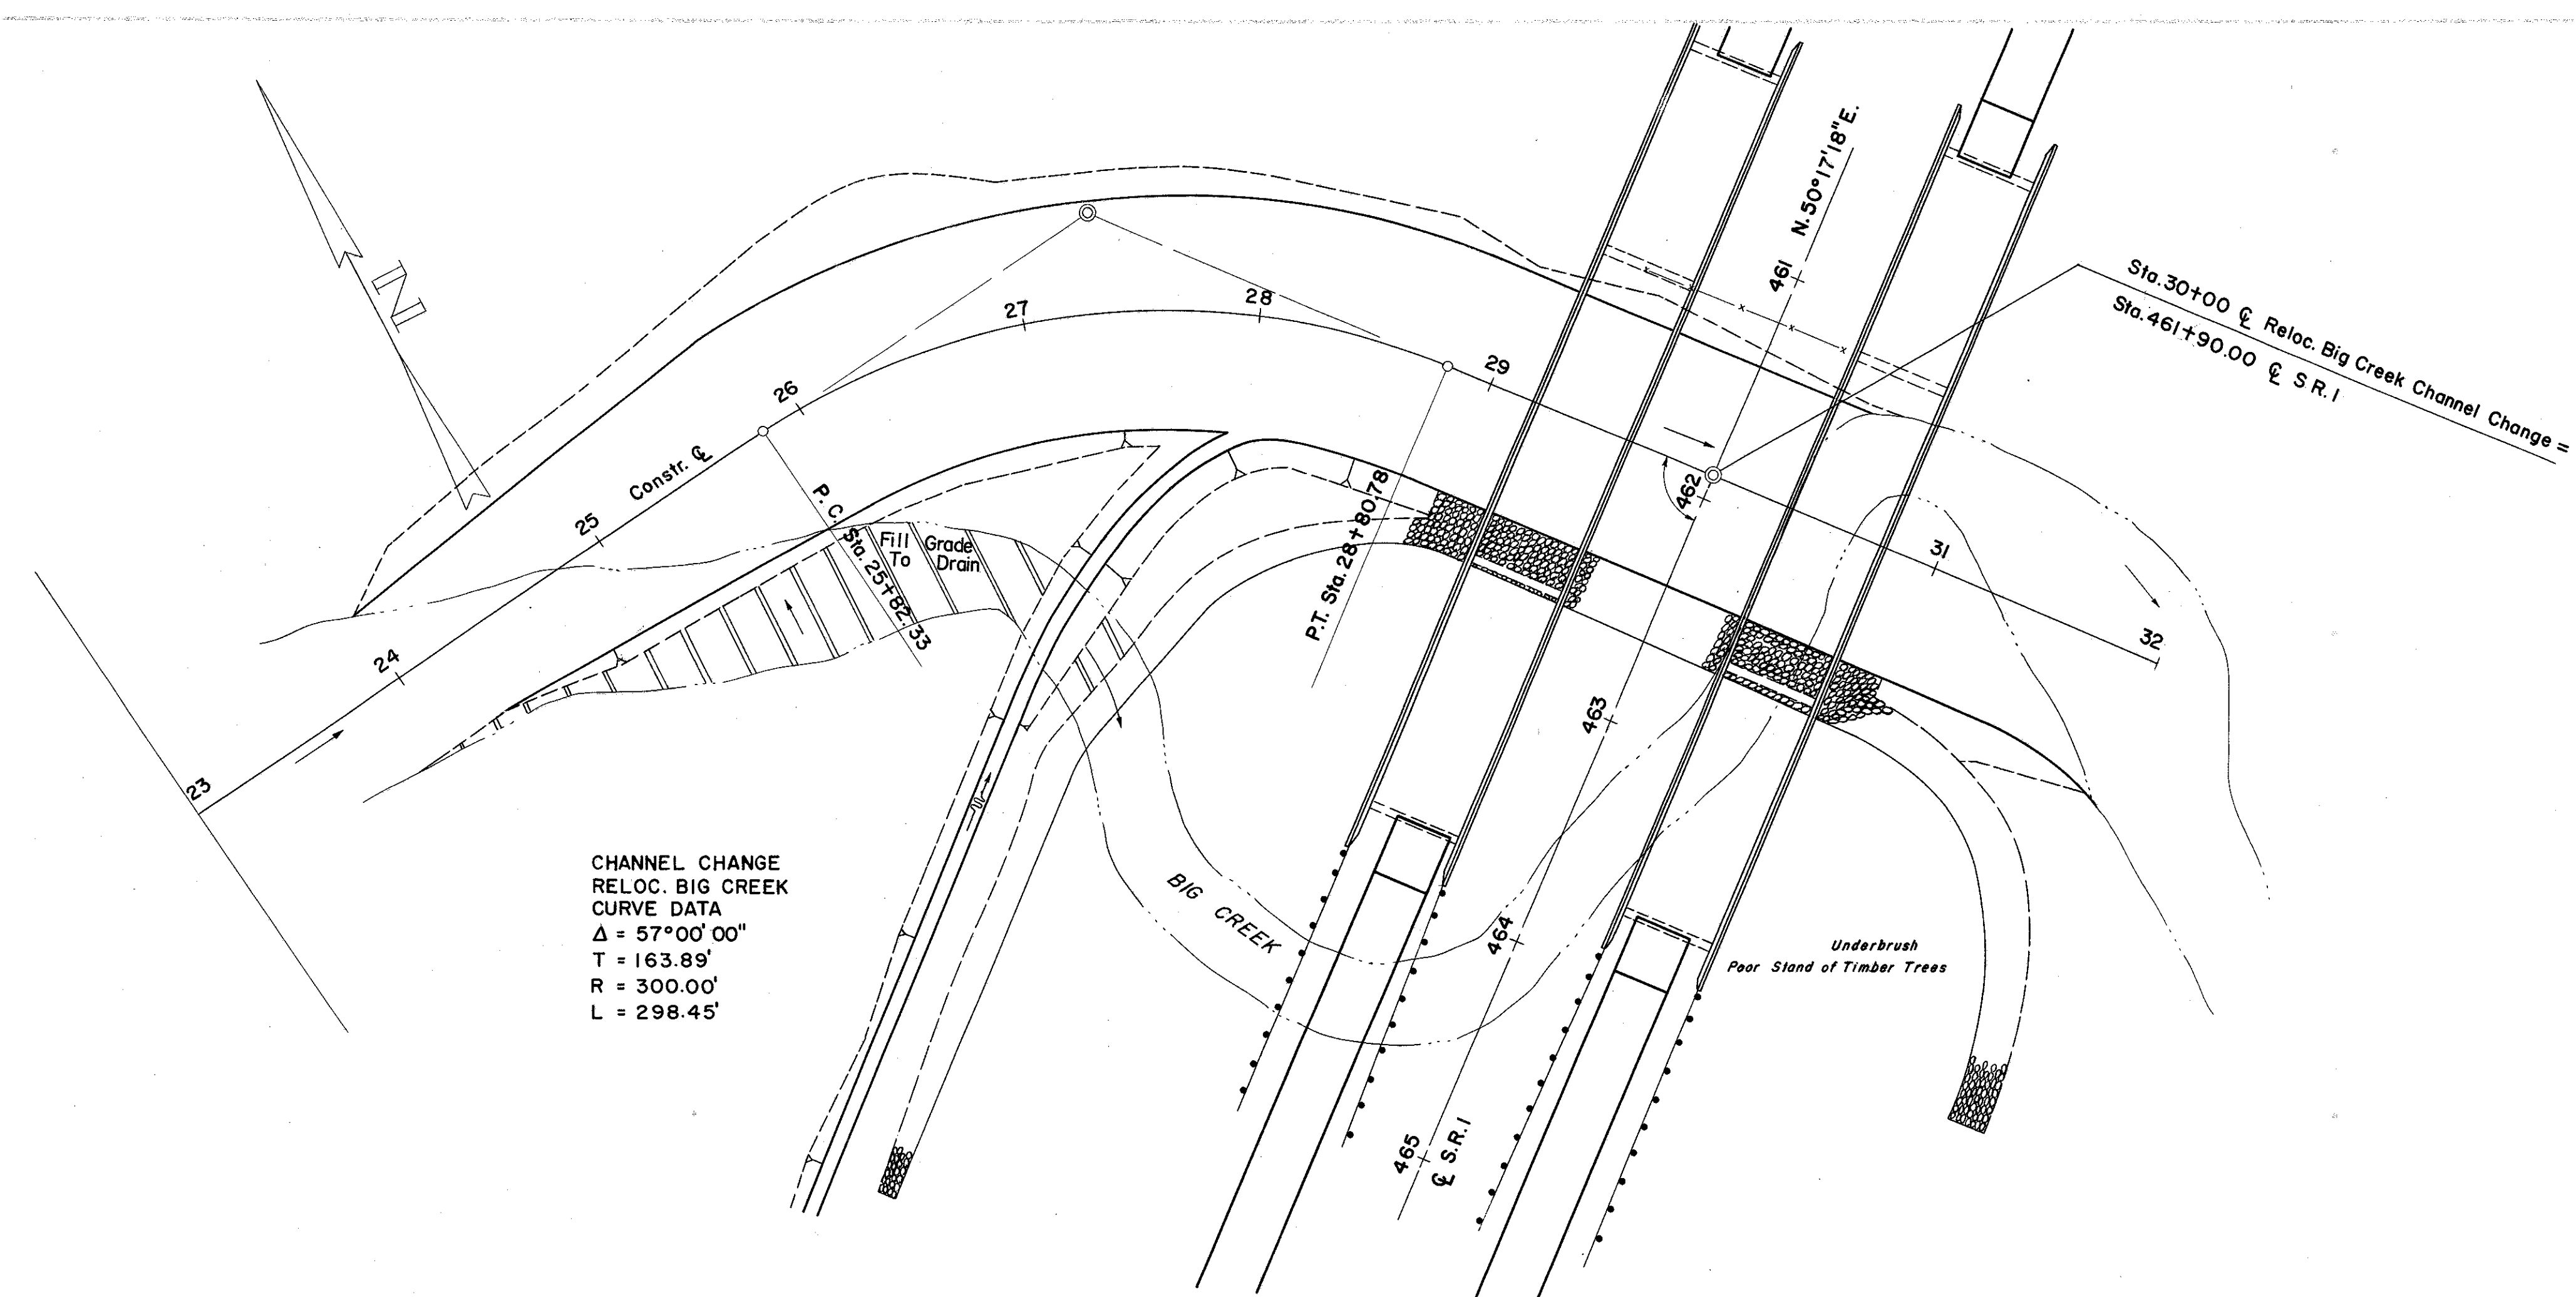 N
N.50°17'18"E.
461
Sta.30+00 ℄ Reloc. Big Creek Channel Change =
Sta.461+90.00 ℄ S.R.1
27
28
29
26
Constr. ℄
25
24
23
P.C. Sta.25+82.33
Fill
To
Grade
Drain
P.T. Sta.28+80.78
462
31
32
463
464
465
℄ S.R.1
BIG CREEK
Underbrush
Poor Stand of Timber Trees
CHANNEL CHANGE
RELOC. BIG CREEK
CURVE DATA
Δ = 57°00'00"
T = 163.89'
R = 300.00'
L = 298.45'